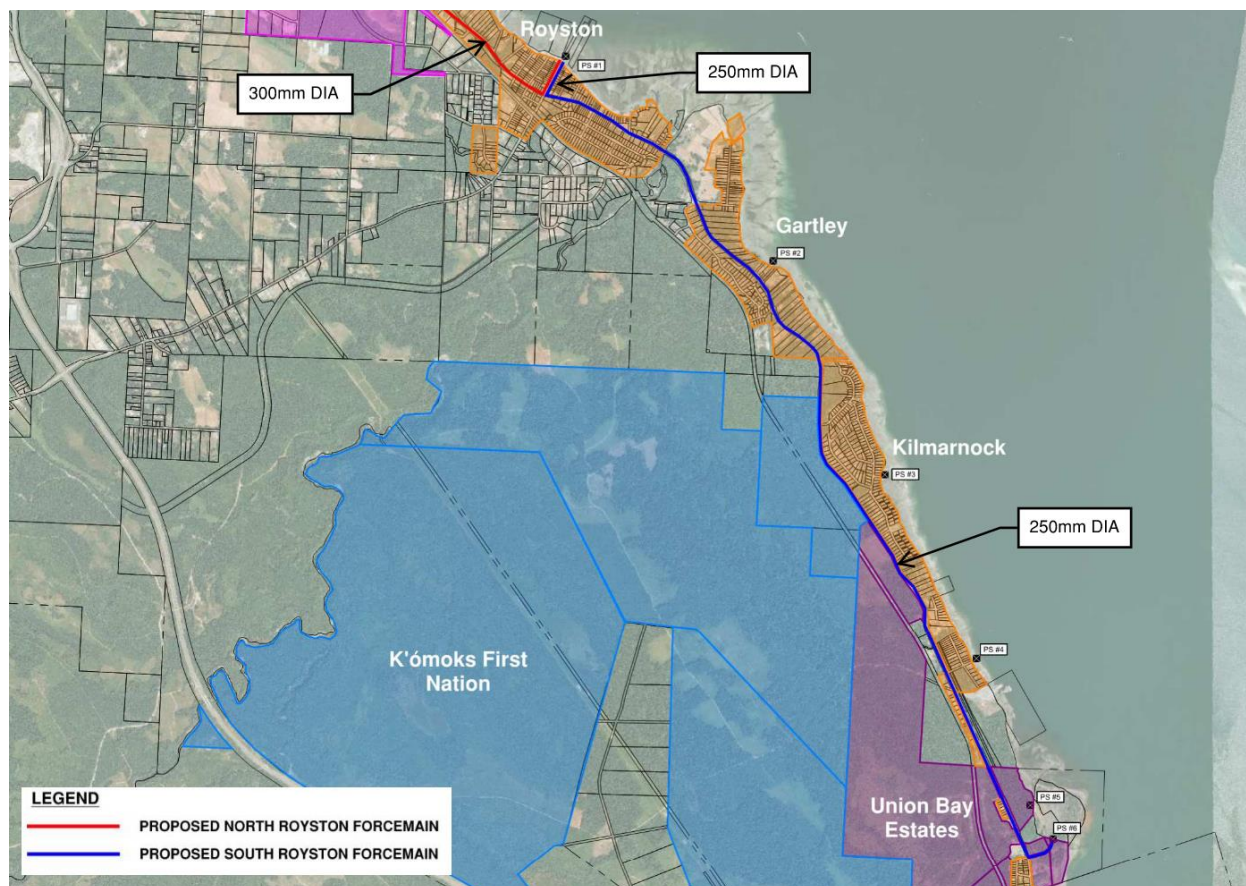 Royston
PS #1
250mm DIA
300mm DIA
Gartley
PS #2
Kilmarnock
PS #3
250mm DIA
K'ómoks First
Nation
PS #4
Union Bay
Estates
PS #5
PS #6
LEGEND
PROPOSED NORTH ROYSTON FORCEMAIN
PROPOSED SOUTH ROYSTON FORCEMAIN